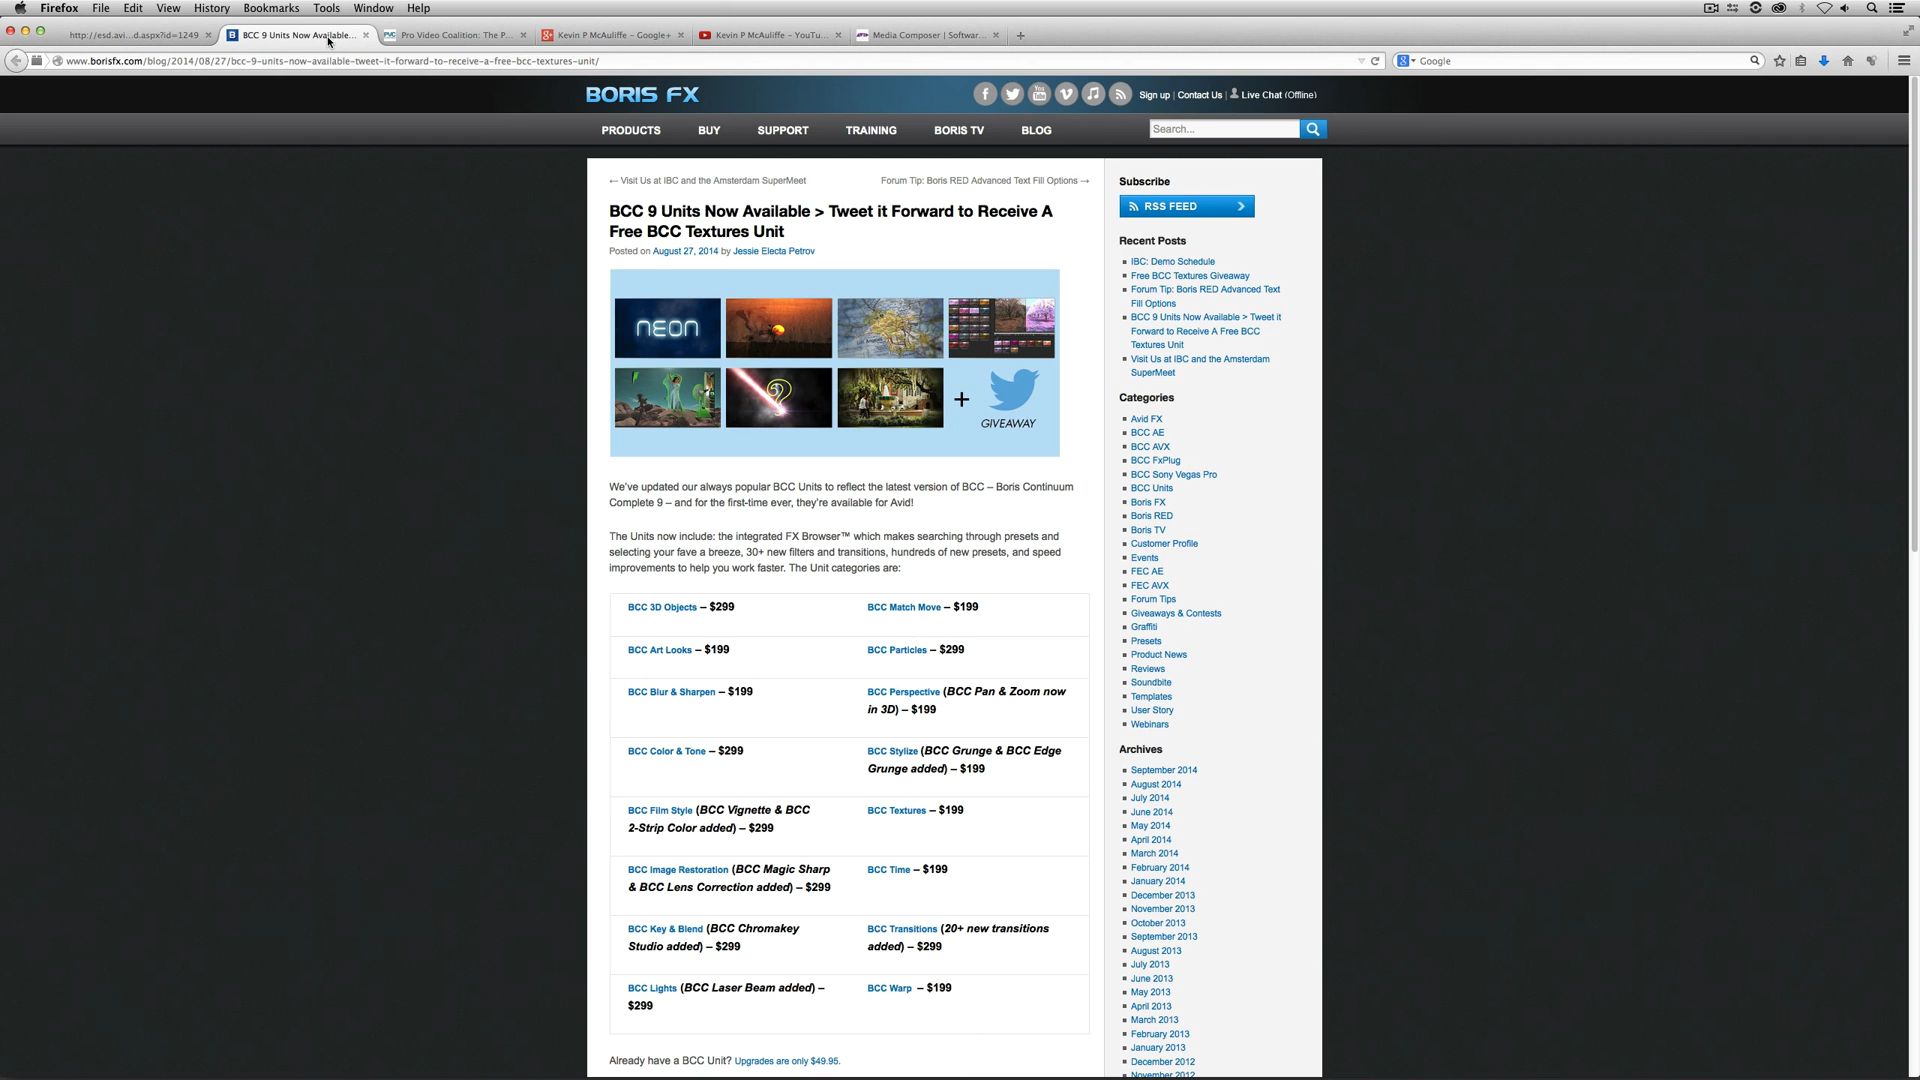 Firefox File Edit View History Bookmarks Tools Window Help
http://esd.avi...d.aspx?id=1249
BCC 9 Units Now Available...
Pro Video Coalition: The P...
Kevin P McAuliffe - Google+
Kevin P McAuliffe - YouTu...
Media Composer | Softwar...
www.borisfx.com/blog/2014/08/27/bcc-9-units-now-available-tweet-it-forward-to-receive-a-free-bcc-textures-unit/
Google
BORIS FX
Sign up | Contact Us | Live Chat (Offline)
PRODUCTS BUY SUPPORT TRAINING BORIS TV BLOG
Search...
← Visit Us at IBC and the Amsterdam SuperMeet
Forum Tip: Boris RED Advanced Text Fill Options →
BCC 9 Units Now Available > Tweet it Forward to Receive A
Free BCC Textures Unit
Posted on August 27, 2014 by Jessie Electa Petrov
NEON
+
GIVEAWAY
We've updated our always popular BCC Units to reflect the latest version of BCC – Boris Continuum
Complete 9 – and for the first-time ever, they're available for Avid!
The Units now include: the integrated FX Browser™ which makes searching through presets and
selecting your fave a breeze, 30+ new filters and transitions, hundreds of new presets, and speed
improvements to help you work faster. The Unit categories are:
BCC 3D Objects – $299
BCC Match Move – $199
BCC Art Looks – $199
BCC Particles – $299
BCC Blur & Sharpen – $199
BCC Perspective (BCC Pan & Zoom now
in 3D) – $199
BCC Color & Tone – $299
BCC Stylize (BCC Grunge & BCC Edge
Grunge added) – $199
BCC Film Style (BCC Vignette & BCC
2-Strip Color added) – $299
BCC Textures – $199
BCC Image Restoration (BCC Magic Sharp
& BCC Lens Correction added) – $299
BCC Time – $199
BCC Key & Blend (BCC Chromakey
Studio added) – $299
BCC Transitions (20+ new transitions
added) – $299
BCC Lights (BCC Laser Beam added) –
$299
BCC Warp – $199
Already have a BCC Unit? Upgrades are only $49.95.
Subscribe
RSS FEED
Recent Posts
IBC: Demo Schedule
Free BCC Textures Giveaway
Forum Tip: Boris RED Advanced Text
Fill Options
BCC 9 Units Now Available > Tweet it
Forward to Receive A Free BCC
Textures Unit
Visit Us at IBC and the Amsterdam
SuperMeet
Categories
Avid FX
BCC AE
BCC AVX
BCC FxPlug
BCC Sony Vegas Pro
BCC Units
Boris FX
Boris RED
Boris TV
Customer Profile
Events
FEC AE
FEC AVX
Forum Tips
Giveaways & Contests
Graffiti
Presets
Product News
Reviews
Soundbite
Templates
User Story
Webinars
Archives
September 2014
August 2014
July 2014
June 2014
May 2014
April 2014
March 2014
February 2014
January 2014
December 2013
November 2013
October 2013
September 2013
August 2013
July 2013
June 2013
May 2013
April 2013
March 2013
February 2013
January 2013
December 2012
November 2012